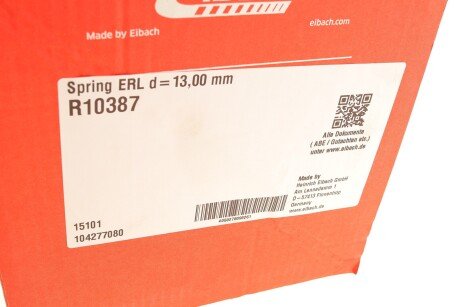 Made by Eibach
eibach.com
Spring ERL d = 13,00 mm
R10387
Alle Dokumente
( ABE / Gutachten etc.)
unter www.eibach.de
Made by
Heinrich Eibach GmbH
Am Lennedamm 1
D - 57413 Finnentrop
Germany
www.eibach.de
15101
104277080